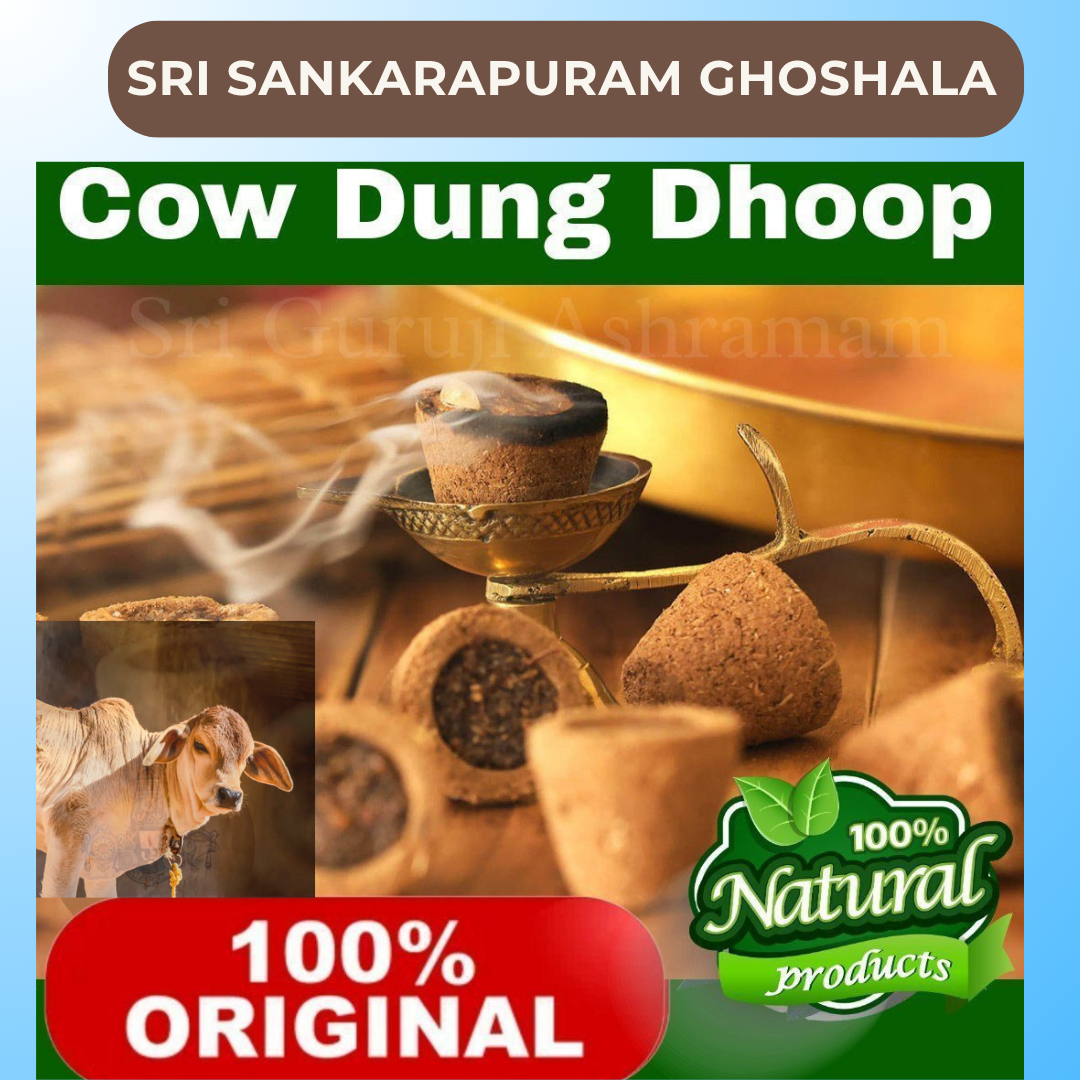 SRI SANKARAPURAM GHOSHALA
Cow Dung Dhoop
Sri Guruji Ashramam
100%
Natural
products
100%
ORIGINAL